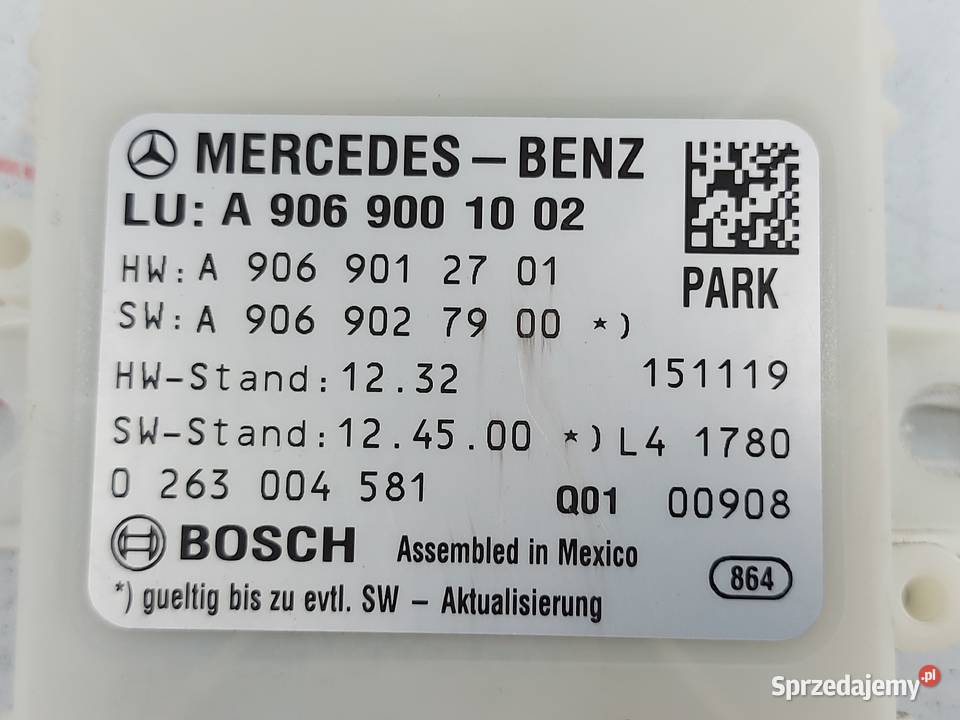 MERCEDES – BENZ
LU: A 906 900 10 02
PARK
HW: A 906 901 27 01
SW: A 906 902 79 00 *)
HW-Stand: 12.32 151119
SW-Stand: 12.45.00 *) L4 1780
0 263 004 581 Q01 00908
BOSCH Assembled in Mexico 864
*) gueltig bis zu evtl. SW – Aktualisierung
Sprzedajemy .pl